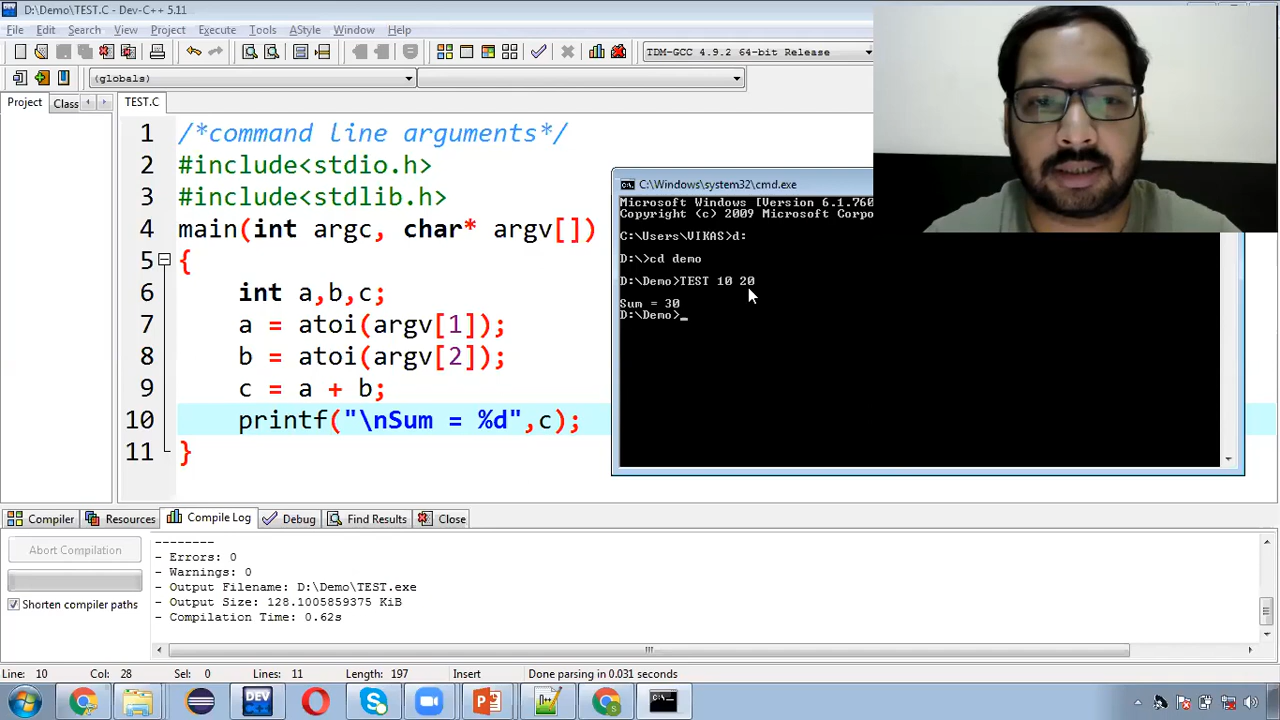 D:\Demo\TEST.C - Dev-C++ 5.11
File Edit Search View Project Execute Tools AStyle Window Help
TDM-GCC 4.9.2 64-bit Release
(globals)
Project Class TEST.C
1 /*command line arguments*/
2 #include<stdio.h>
3 #include<stdlib.h>
4 main(int argc, char* argv[])
5 {
6 int a,b,c;
7 a = atoi(argv[1]);
8 b = atoi(argv[2]);
9 c = a + b;
10 printf("\nSum = %d",c);
11 }
C:\Windows\system32\cmd.exe
Microsoft Windows [Version 6.1.760
Copyright (c) 2009 Microsoft Corpo
C:\Users\VIKAS>d:
D:\>cd demo
D:\Demo>TEST 10 20
Sum = 30
D:\Demo>_
Compiler Resources Compile Log Debug Find Results Close
Abort Compilation
Shorten compiler paths
--------
- Errors: 0
- Warnings: 0
- Output Filename: D:\Demo\TEST.exe
- Output Size: 128.1005859375 KiB
- Compilation Time: 0.62s
Line: 10 Col: 28 Sel: 0 Lines: 11 Length: 197 Insert Done parsing in 0.031 seconds
DEV